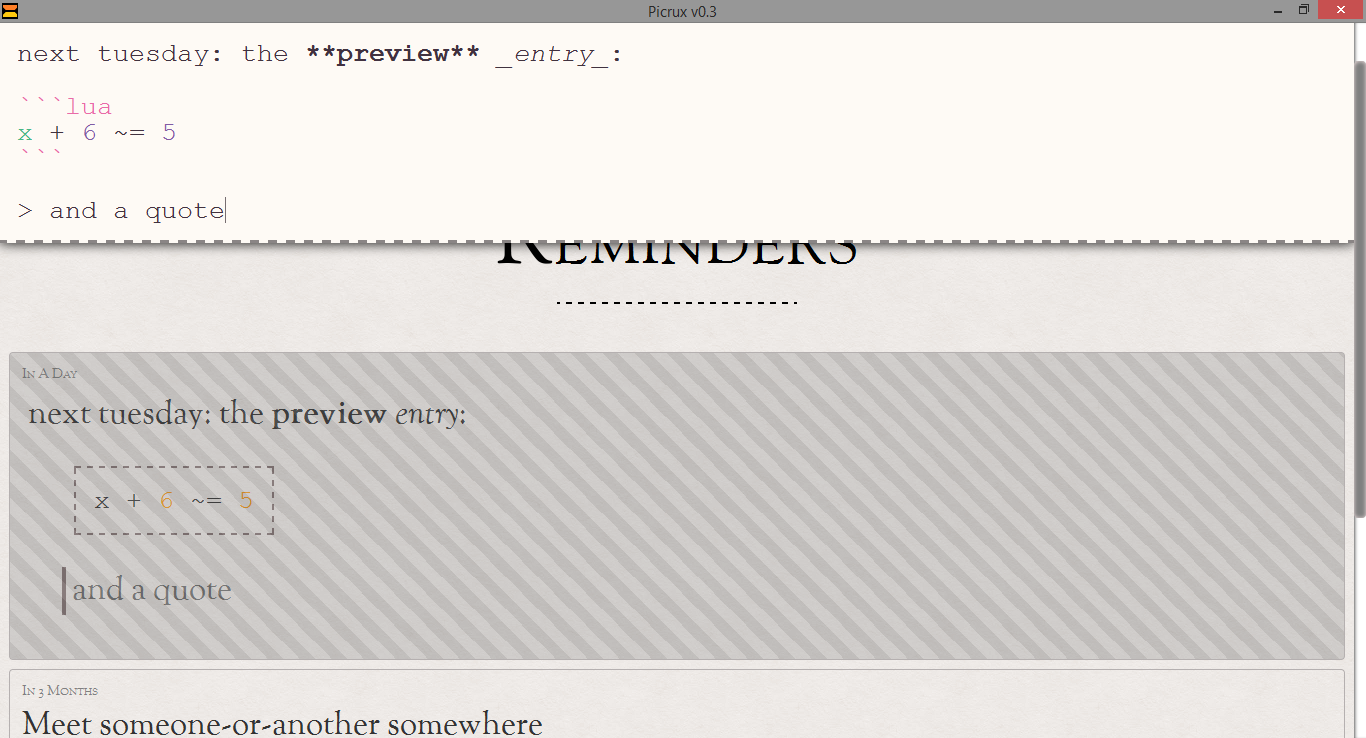 Picrux v0.3
next tuesday: the **preview** _entry_:
```lua
x + 6 ~= 5
```
> and a quote
Reminders
In A Day
next tuesday: the preview entry:
x + 6 ~= 5
and a quote
In 3 Months
Meet someone-or-another somewhere